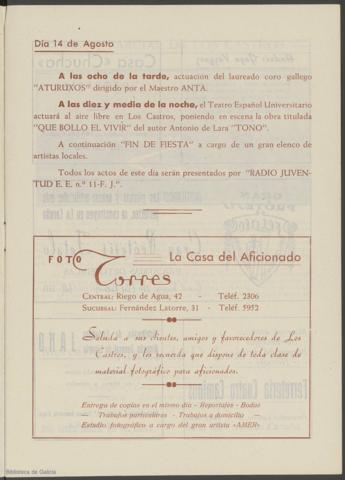 Día 14 de Agosto
A las ocho de la tarde, actuación del laureado coro gallego
"ATURUXOS" dirigido por el Maestro ANTA.
A las diez y media de la noche, el Teatro Español Universitario
actuará al aire libre en Los Castros, poniendo en escena la obra titulada
"QUE BOLLO EL VIVIR" del autor Antonio de Lara "TONO".
A continuación "FIN DE FIESTA" a cargo de un gran elenco de
artistas locales.
Todos los actos de este día serán presentados por "RADIO JUVEN-
TUD E. E. n.º 11-F. J.".
FOTO Torres
La Casa del Aficionado
CENTRAL: Riego de Agua, 42 - Teléf. 2306
SUCURSAL: Fernández Latorre, 31 - Teléf. 5952
Saluda a sus clientes, amigos y favorecedores de Los
Castros, y les recuerda que dispone de toda clase de
material fotográfico para aficionados.
Entrega de copias en el mismo día - Reportajes - Bodas
— Trabajos particulares - Trabajos a domicilio —
Estudio fotográfico a cargo del gran artista «AMER»
Biblioteca de Galicia